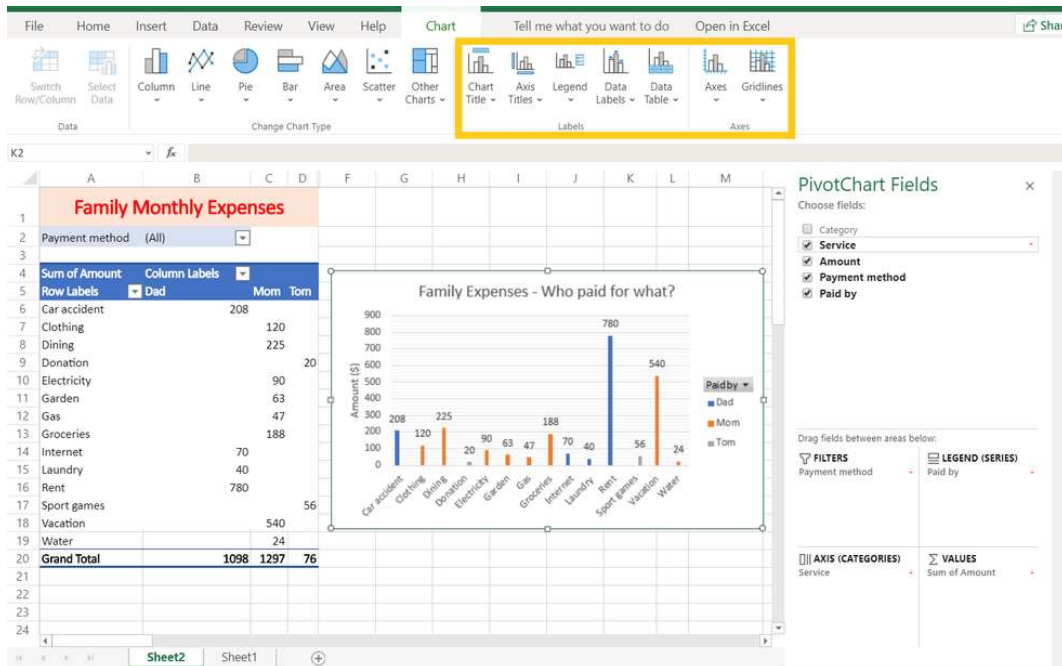 File Home Insert Data Review View Help Chart Tell me what you want to do Open in Excel Shar
Switch Row/Column
Select Data
Data
Column
Line
Pie
Bar
Area
Scatter
Other Charts
Change Chart Type
Chart Title
Axis Titles
Legend
Data Labels
Data Table
Labels
Axes
Gridlines
Axes
K2 fx
A B C D F G H I J K L M
1 Family Monthly Expenses
2 Payment method (All)
3
4 Sum of Amount Column Labels
5 Row Labels Dad Mom Tom
6 Car accident 208
7 Clothing 120
8 Dining 225
9 Donation 20
10 Electricity 90
11 Garden 63
12 Gas 47
13 Groceries 188
14 Internet 70
15 Laundry 40
16 Rent 780
17 Sport games 56
18 Vacation 540
19 Water 24
20 Grand Total 1098 1297 76
21
22
23
24
Family Expenses - Who paid for what?
Amount ($)
900
800
700
600
500
400
300
200
100
0
208 120 225 20 90 63 47 188 70 40 780 56 540 24
Car accident Clothing Dining Donation Electricity Garden Gas Groceries Internet Laundry Rent Sport games Vacation Water
Paid by
Dad
Mom
Tom
PivotChart Fields
Choose fields:
Category
Service
Amount
Payment method
Paid by
Drag fields between areas below:
FILTERS
Payment method
LEGEND (SERIES)
Paid by
AXIS (CATEGORIES)
Service
VALUES
Sum of Amount
Sheet2 Sheet1